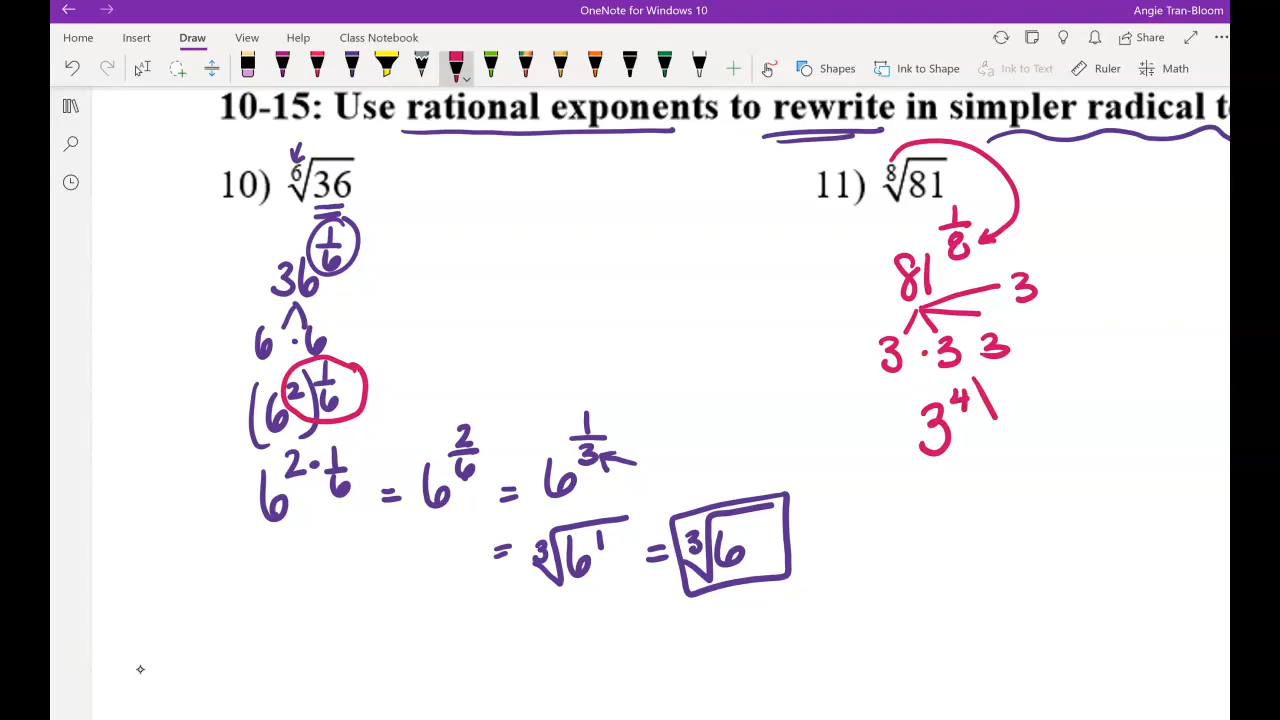 OneNote for Windows 10
Angie Tran-Bloom
Home Insert Draw View Help Class Notebook Share
Shapes Ink to Shape Ink to Text Ruler Math
10-15: Use rational exponents to rewrite in simpler radical t
10) ⁶√36
36^(1/6)
6 · 6
(6²)^(1/6)
6^(2 · 1/6) = 6^(2/6) = 6^(1/3)
= ³√6¹ = ³√6
11) ⁸√81
81^(1/8)
3
3 · 3 3
3⁴